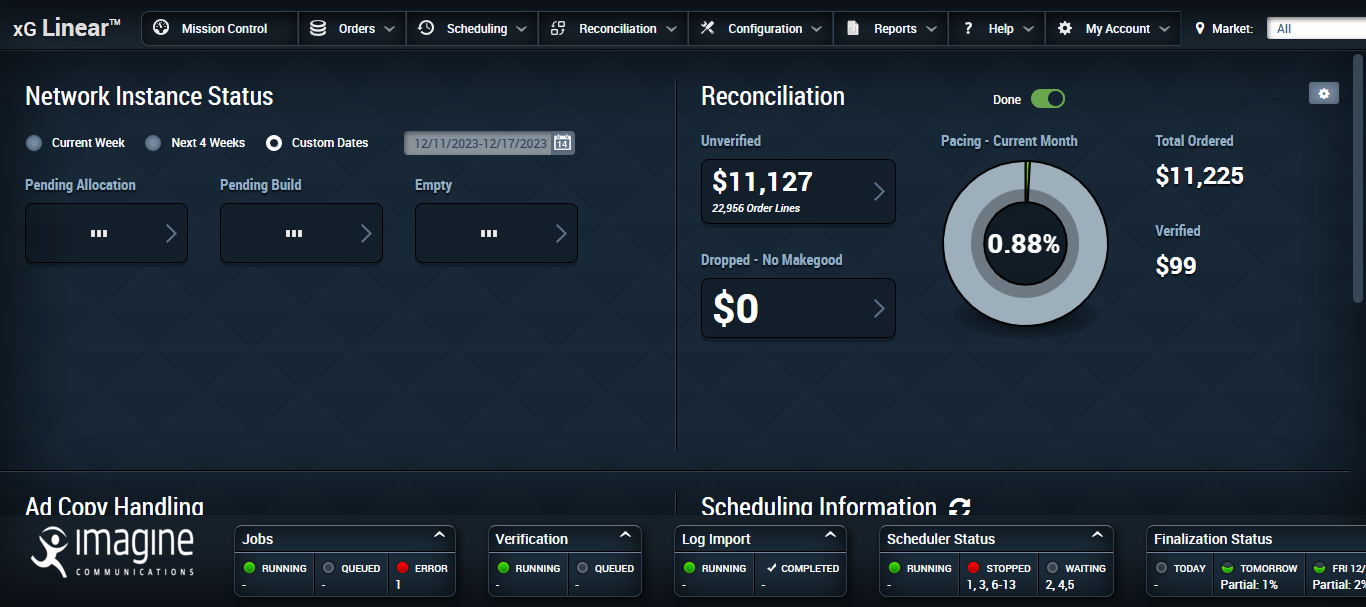 xG Linear™
Mission Control
Orders
Scheduling
Reconciliation
Configuration
Reports
? Help
My Account
Market:
All
Network Instance Status
Current Week
Next 4 Weeks
Custom Dates
12/11/2023-12/17/2023
14
Pending Allocation
Pending Build
Empty
Reconciliation
Done
Unverified
$11,127
22,956 Order Lines
Dropped - No Makegood
$0
Pacing - Current Month
0.88%
Total Ordered
$11,225
Verified
$99
Ad Copy Handling
Scheduling Information
imagine
COMMUNICATIONS
Jobs
RUNNING
-
QUEUED
-
ERROR
1
Verification
RUNNING
-
QUEUED
-
Log Import
RUNNING
-
COMPLETED
-
Scheduler Status
RUNNING
-
STOPPED
1, 3, 6-13
WAITING
2, 4,5
Finalization Status
TODAY
-
TOMORROW
Partial: 1%
FRI 12/
Partial: 2%